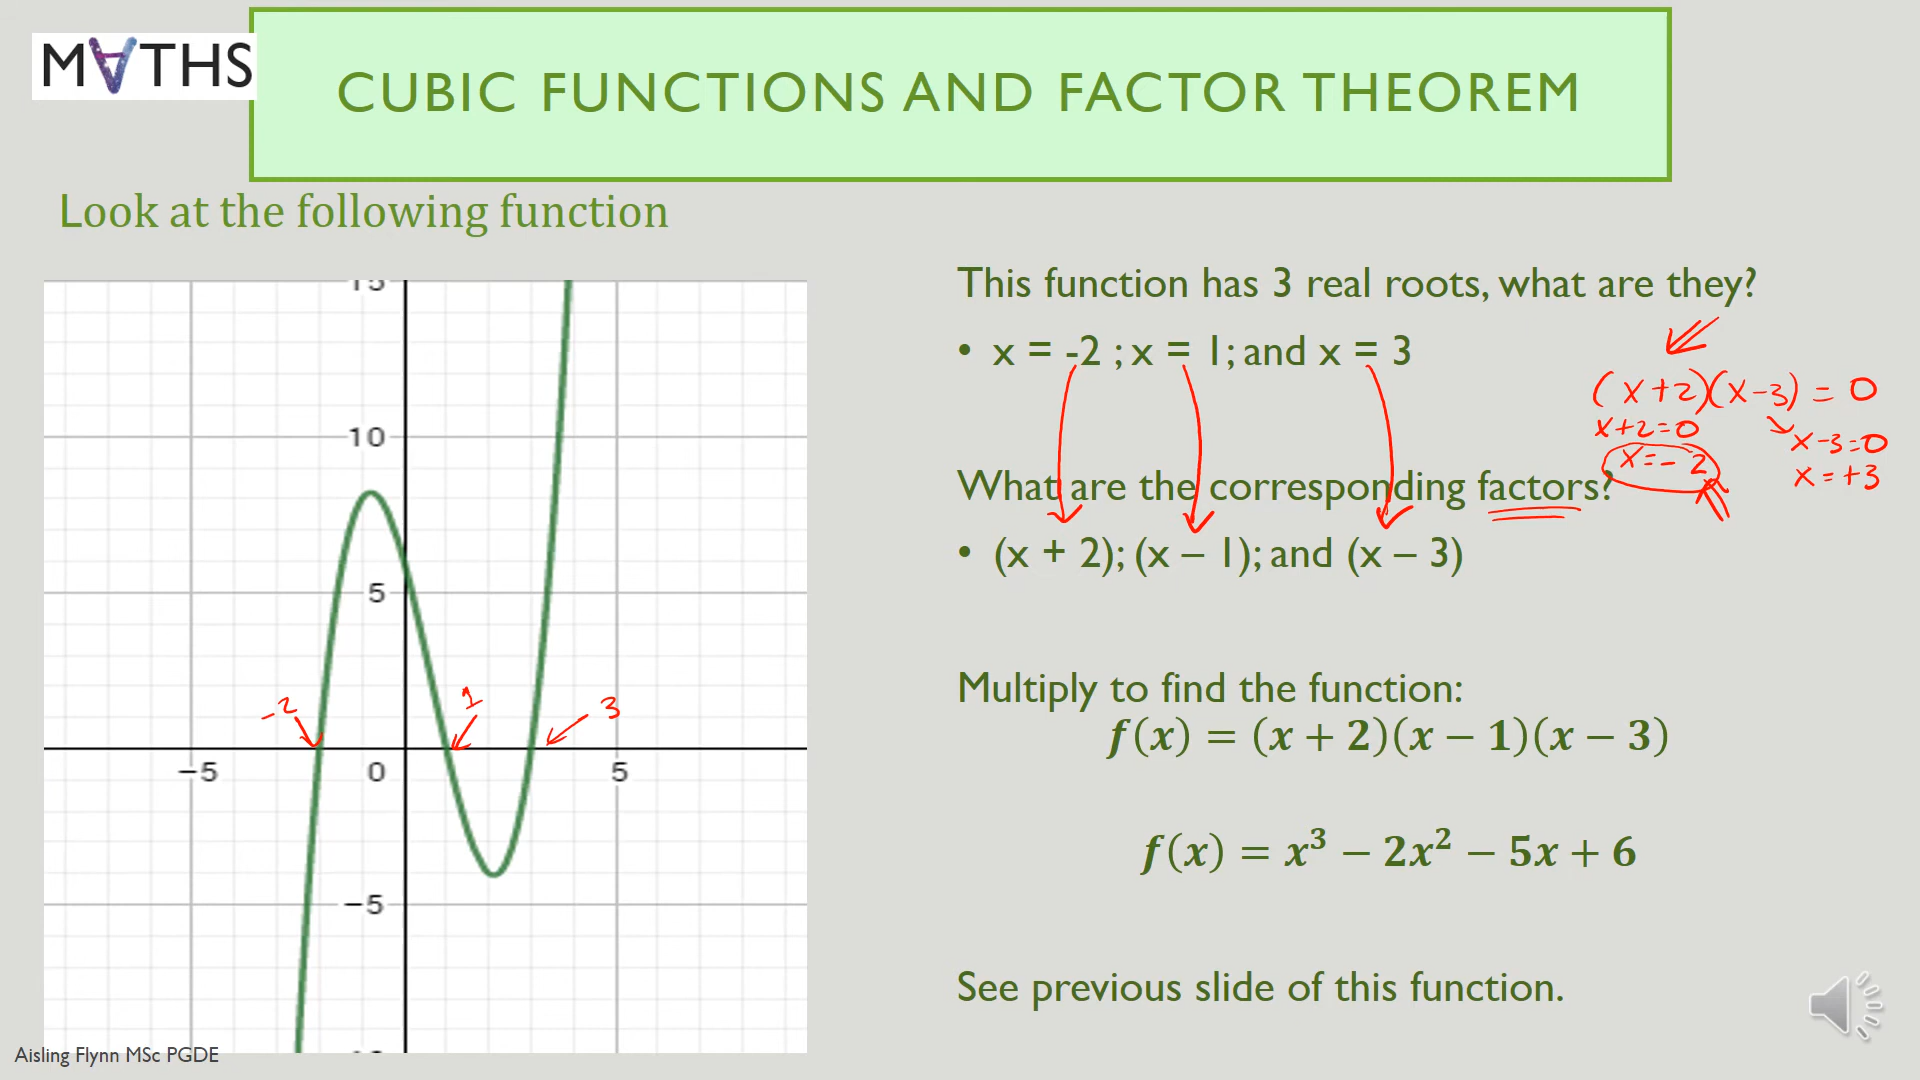 M∀THS
CUBIC FUNCTIONS AND FACTOR THEOREM
Look at the following function
15
10
5
-2
1
3
−5
0
5
−5
This function has 3 real roots, what are they?
• x = -2 ; x = 1; and x = 3
(x+2)(x-3) = 0
x+2=0
x-3=0
x=-2
x=+3
What are the corresponding factors?
• (x + 2); (x – 1); and (x – 3)
Multiply to find the function:
f(x) = (x + 2)(x − 1)(x − 3)
f(x) = x³ − 2x² − 5x + 6
See previous slide of this function.
Aisling Flynn MSc PGDE